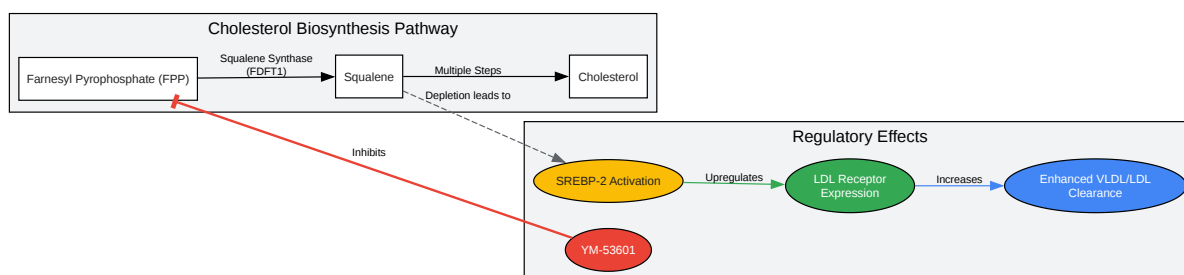 Cholesterol Biosynthesis Pathway
Farnesyl Pyrophosphate (FPP)
Squalene Synthase
(FDFT1)
Squalene
Multiple Steps
Cholesterol
Depletion leads to
Inhibits
Regulatory Effects
SREBP-2 Activation
Upregulates
LDL Receptor
Expression
Increases
Enhanced VLDL/LDL
Clearance
YM-53601